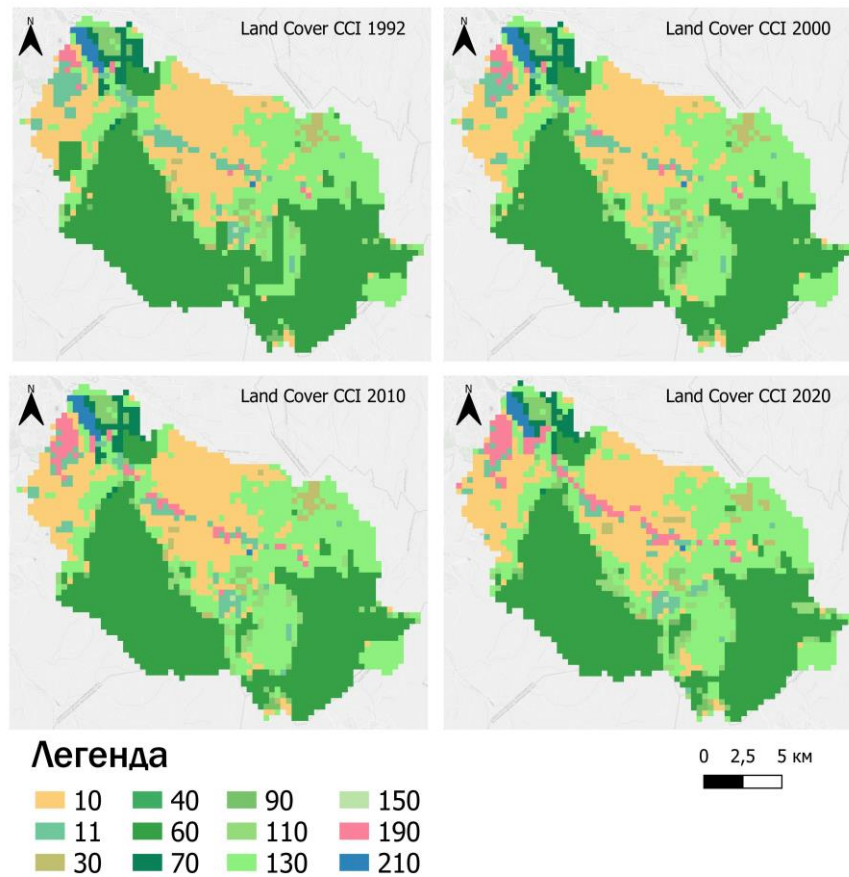 N
Land Cover CCI 1992
N
Land Cover CCI 2000
N
Land Cover CCI 2010
N
Land Cover CCI 2020
Легенда
0 2,5 5 км
10 40 90 150
11 60 110 190
30 70 130 210